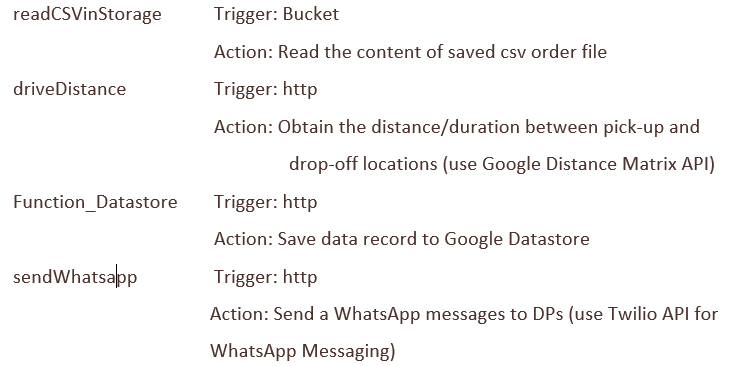 readCSVinStorage Trigger: Bucket
Action: Read the content of saved csv order file
driveDistance Trigger: http
Action: Obtain the distance/duration between pick-up and
drop-off locations (use Google Distance Matrix API)
Function_Datastore Trigger: http
Action: Save data record to Google Datastore
sendWhatsapp Trigger: http
Action: Send a WhatsApp messages to DPs (use Twilio API for
WhatsApp Messaging)